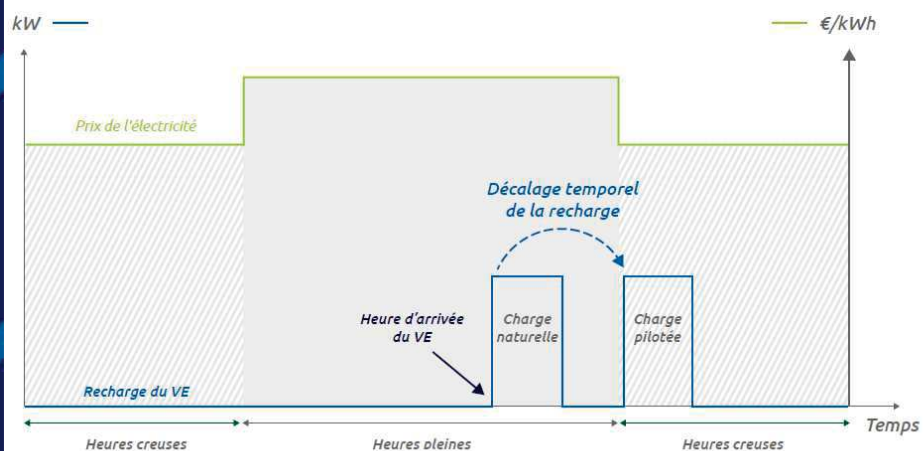 kW
€/kWh
Prix de l'électricité
Décalage temporel
de la recharge
Heure d'arrivée
du VE
Charge
naturelle
Charge
pilotée
Recharge du VE
Temps
Heures creuses
Heures pleines
Heures creuses